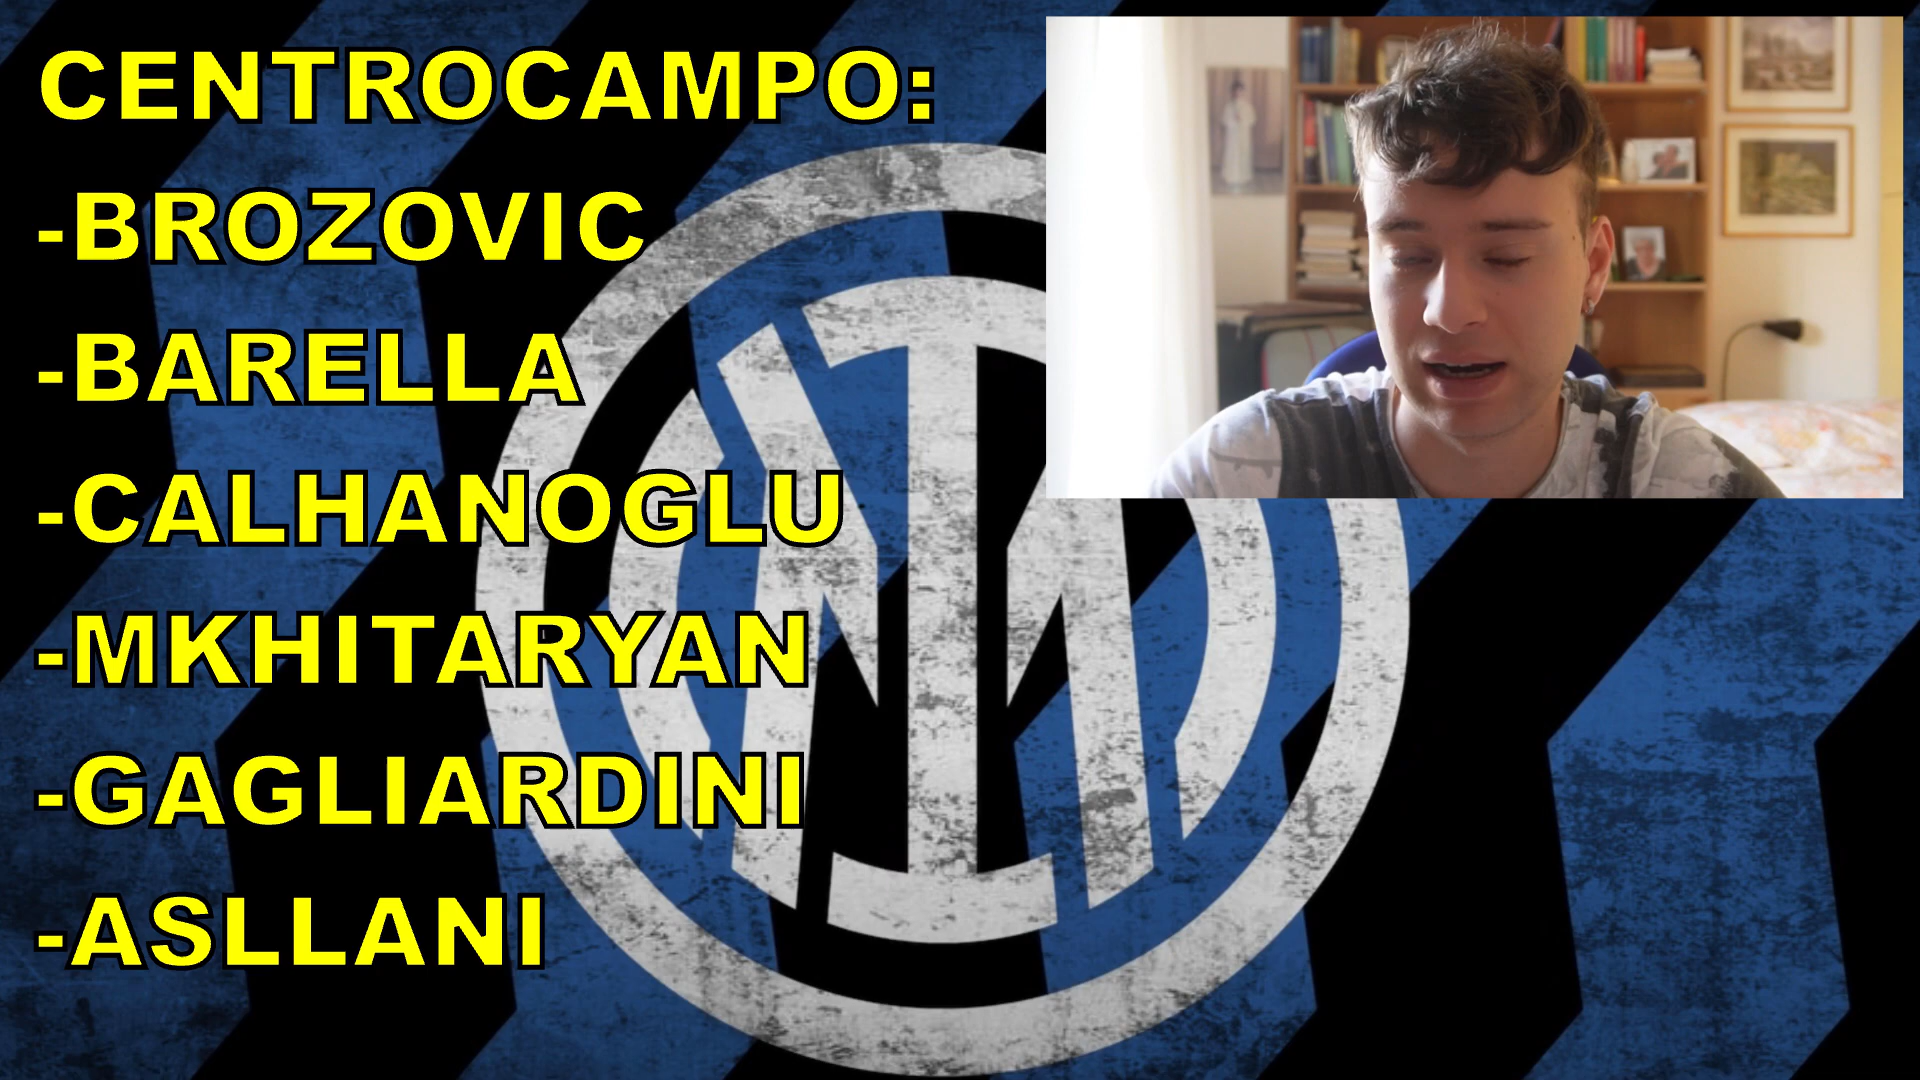 CENTROCAMPO:
-BROZOVIC
-BARELLA
-CALHANOGLU
-MKHITARYAN
-GAGLIARDINI
-ASLLANI